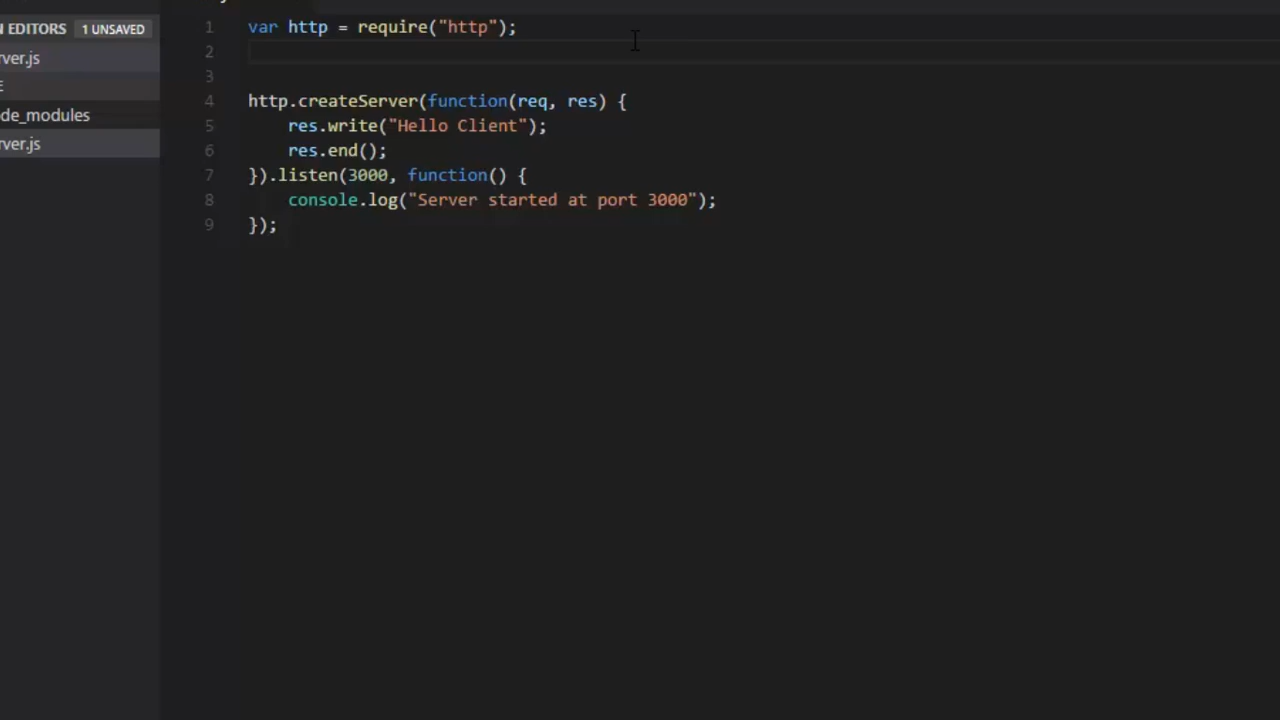 N EDITORS 1 UNSAVED
rver.js
E
de_modules
rver.js
1 var http = require("http");
2
3
4 http.createServer(function(req, res) {
5     res.write("Hello Client");
6     res.end();
7 }).listen(3000, function() {
8     console.log("Server started at port 3000");
9 });